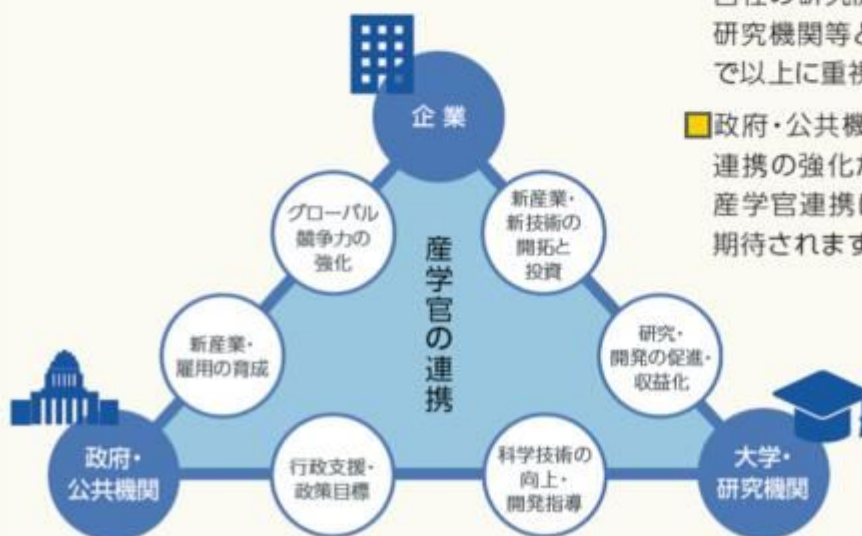 研究機関等と
で以上に重視
政府・公共機
連携の強化が
産学官連携
期待されます
企業
グローバル
競争力の
強化
新産業・
新技術の
開拓と
投資
産学官の連携
新産業・
雇用の育成
研究・
開発の促進・
収益化
政府・
公共機関
行政支援・
政策目標
科学技術の
向上・
開発指導
大学・
研究機関